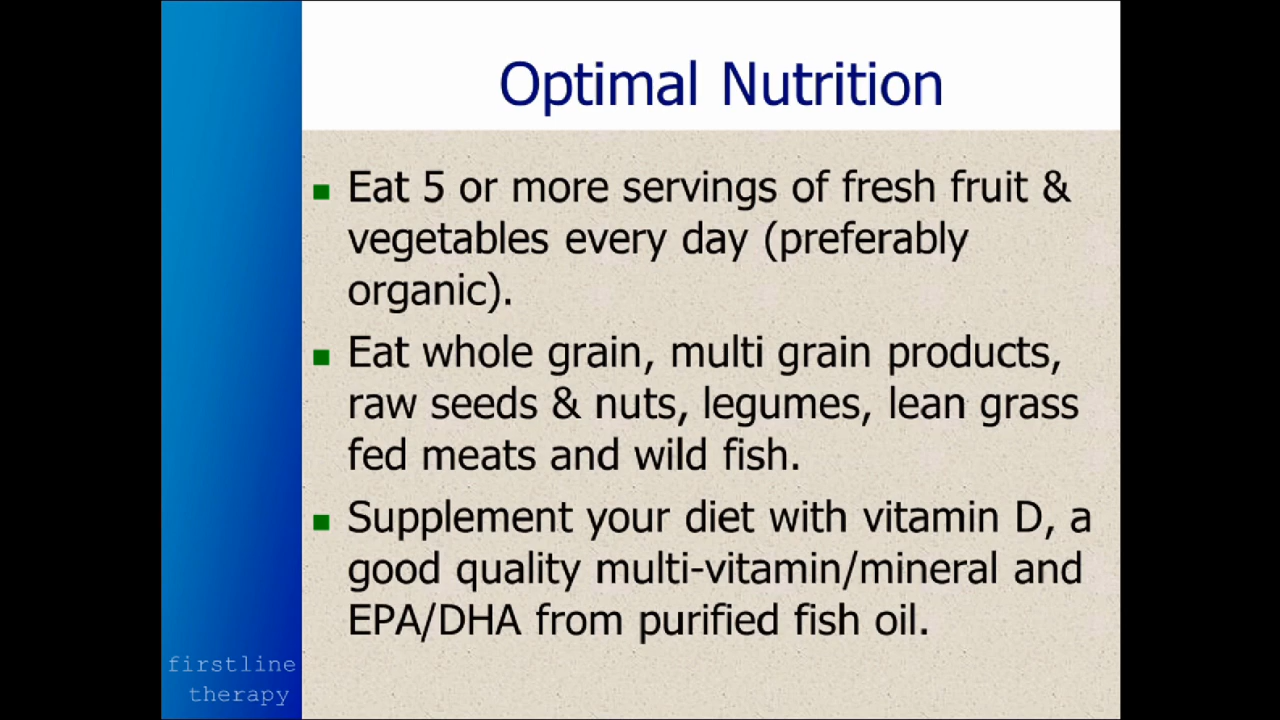 Optimal Nutrition
Eat 5 or more servings of fresh fruit &
vegetables every day (preferably
organic).
Eat whole grain, multi grain products,
raw seeds & nuts, legumes, lean grass
fed meats and wild fish.
Supplement your diet with vitamin D, a
good quality multi-vitamin/mineral and
EPA/DHA from purified fish oil.
firstline
therapy